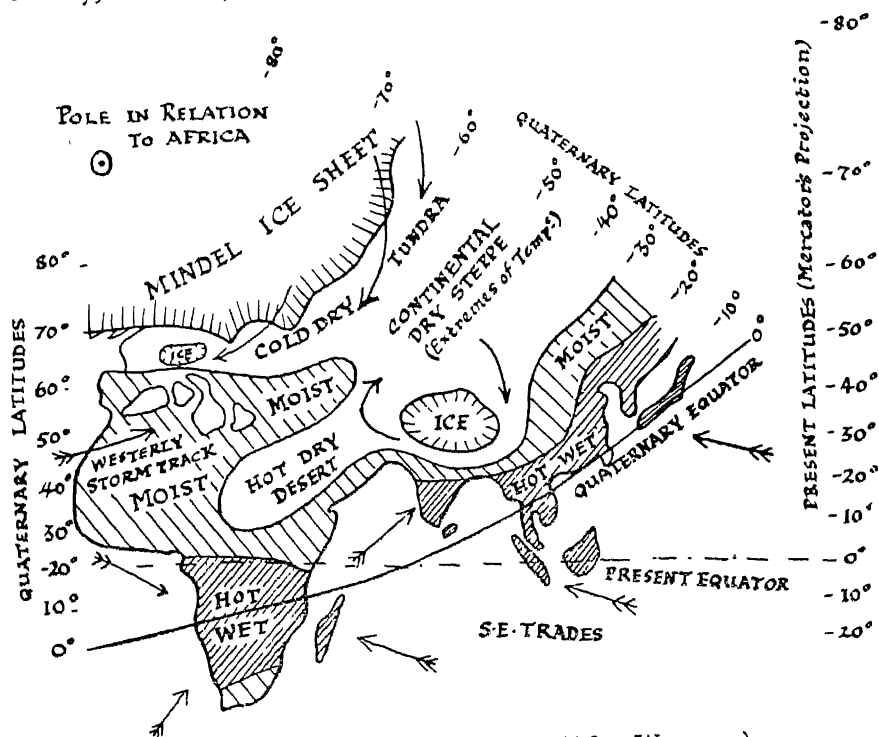 -80°
POLE IN RELATION
TO AFRICA
-80°
-70°
-60°
-50°
-40°
-30°
-20°
-10°
0°
QUATERNARY LATITUDES
MINDEL ICE SHEET
TUNDRA
CONTINENTAL
DRY STEPPE
(Extremes of Temps.)
COLD DRY
ICE
MOIST
MOIST
ICE
HOT DRY
DESERT
WESTERLY
STORM TRACK
MOIST
HOT WET
QUATERNARY EQUATOR
HOT
WET
PRESENT EQUATOR
S.E. TRADES
QUATERNARY LATITUDES
80°
70°
60°
50°
40°
30°
-20°
10°
0°
PRESENT LATITUDES (Mercator's Projection)
-70°
-60°
-50°
-40°
-30°
-20°
-10°
-0°
-10°
-20°